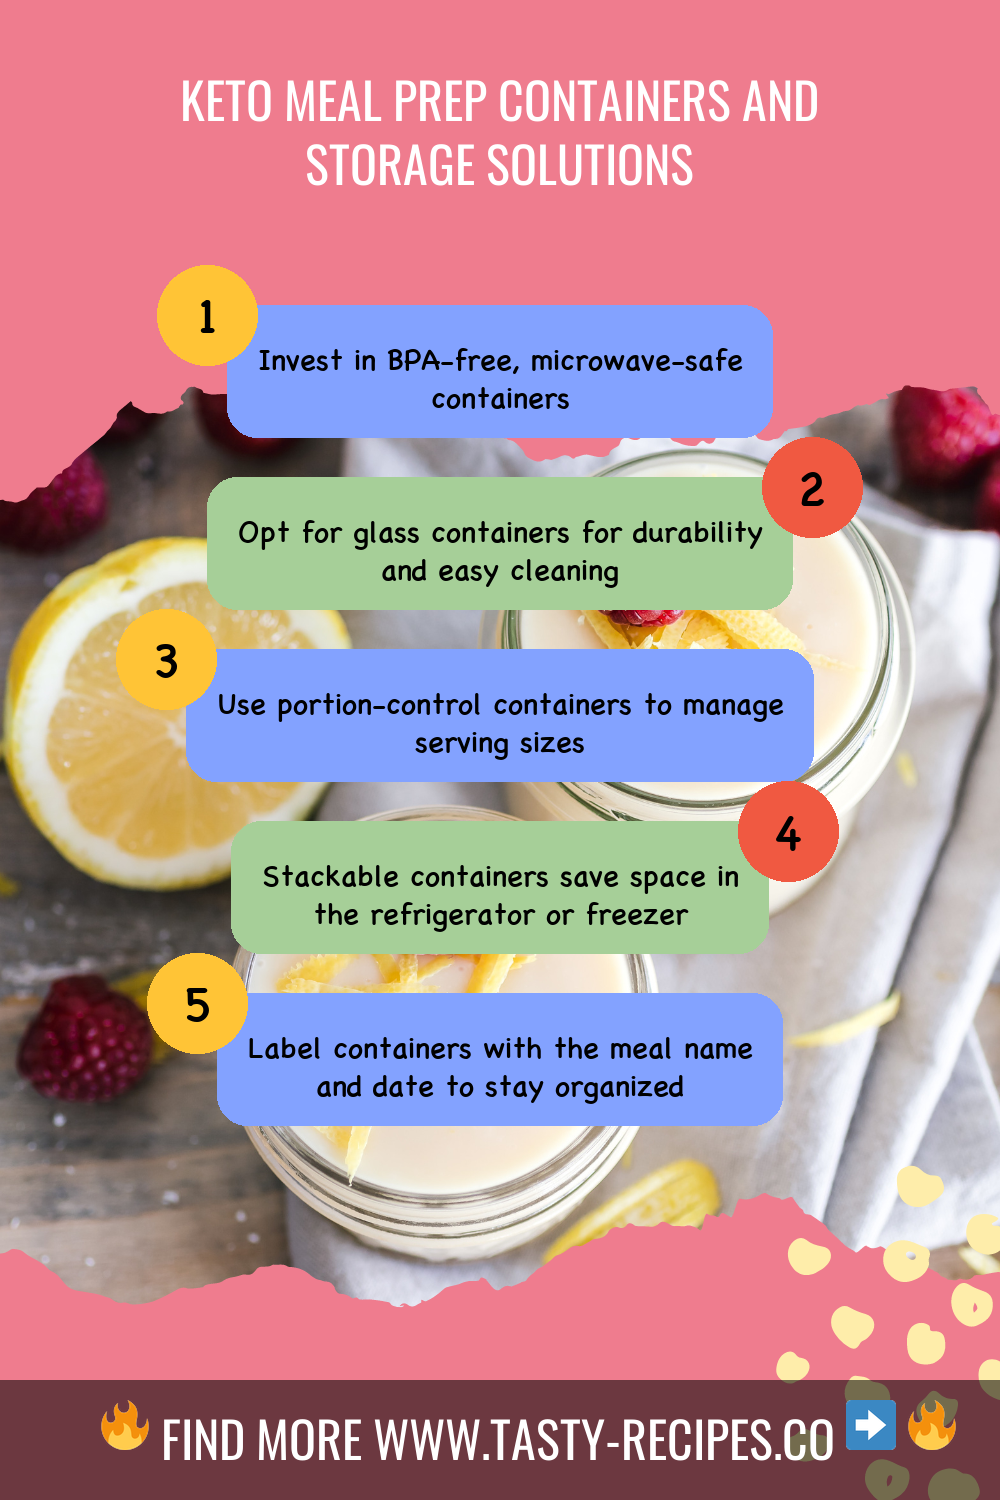 KETO MEAL PREP CONTAINERS AND
STORAGE SOLUTIONS
1
Invest in BPA-free, microwave-safe
containers
2
Opt for glass containers for durability
and easy cleaning
3
Use portion-control containers to manage
serving sizes
4
Stackable containers save space in
the refrigerator or freezer
5
Label containers with the meal name
and date to stay organized
FIND MORE WWW.TASTY-RECIPES.CO